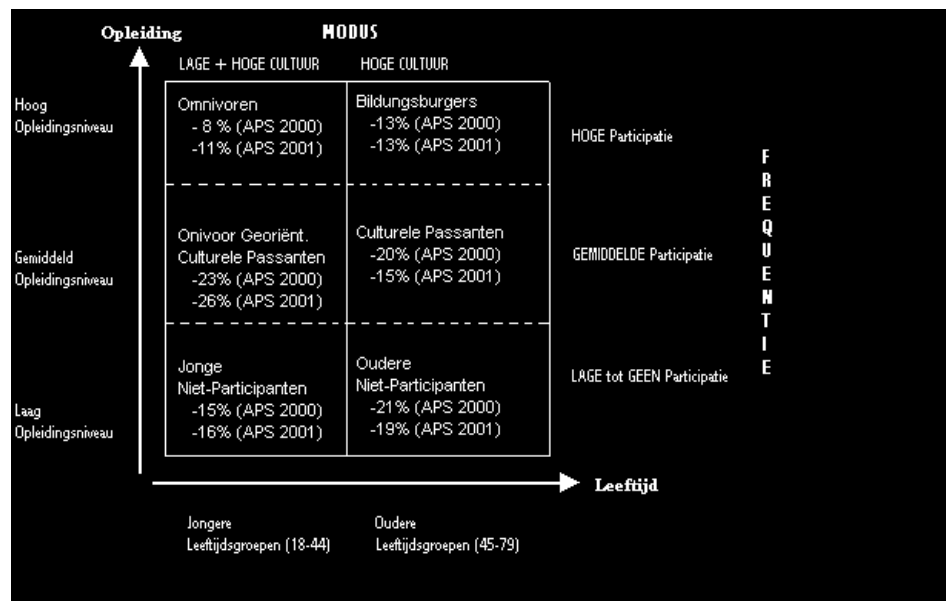 Opleiding
MODUS
LAGE + HOGE CULTUUR
HOGE CULTUUR
Hoog
Opleidingsniveau
Omnivoren
- 8 % (APS 2000)
-11% (APS 2001)
Bildungsburgers
-13% (APS 2000)
-13% (APS 2001)
HOGE Participatie
Gemiddeld
Opleidingsniveau
Onivoor Georiënt.
Culturele Passanten
-23% (APS 2000)
-26% (APS 2001)
Culturele Passanten
-20% (APS 2000)
-15% (APS 2001)
GEMIDDELDE Participatie
Laag
Opleidingsniveau
Jonge
Niet-Participanten
-15% (APS 2000)
-16% (APS 2001)
Oudere
Niet-Participanten
-21% (APS 2000)
-19% (APS 2001)
LAGE tot GEEN Participatie
FREQUENTIE
Leeftijd
Jongere
Leeftijdsgroepen (18-44)
Oudere
Leeftijdsgroepen (45-79)